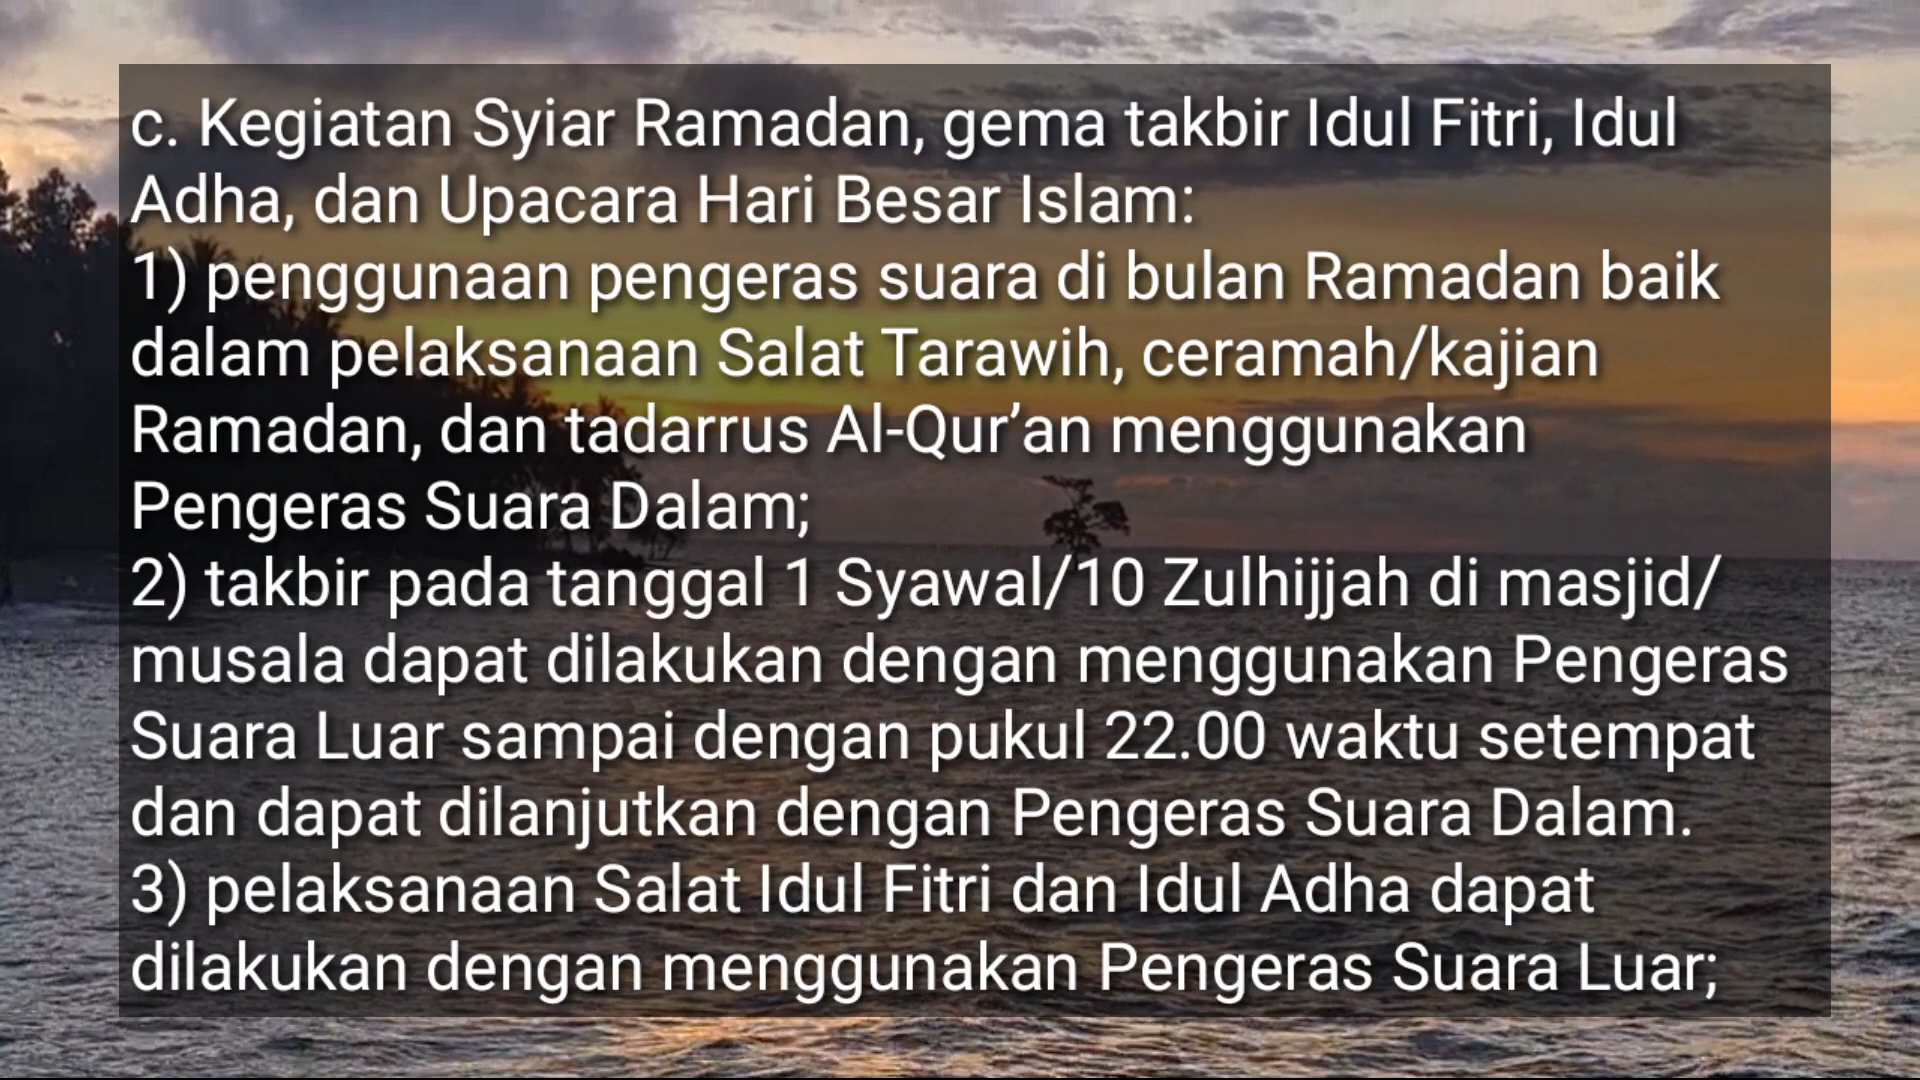 c. Kegiatan Syiar Ramadan, gema takbir Idul Fitri, Idul
Adha, dan Upacara Hari Besar Islam:
1) penggunaan pengeras suara di bulan Ramadan baik
dalam pelaksanaan Salat Tarawih, ceramah/kajian
Ramadan, dan tadarrus Al-Qur’an menggunakan
Pengeras Suara Dalam;
2) takbir pada tanggal 1 Syawal/10 Zulhijjah di masjid/
musala dapat dilakukan dengan menggunakan Pengeras
Suara Luar sampai dengan pukul 22.00 waktu setempat
dan dapat dilanjutkan dengan Pengeras Suara Dalam.
3) pelaksanaan Salat Idul Fitri dan Idul Adha dapat
dilakukan dengan menggunakan Pengeras Suara Luar;